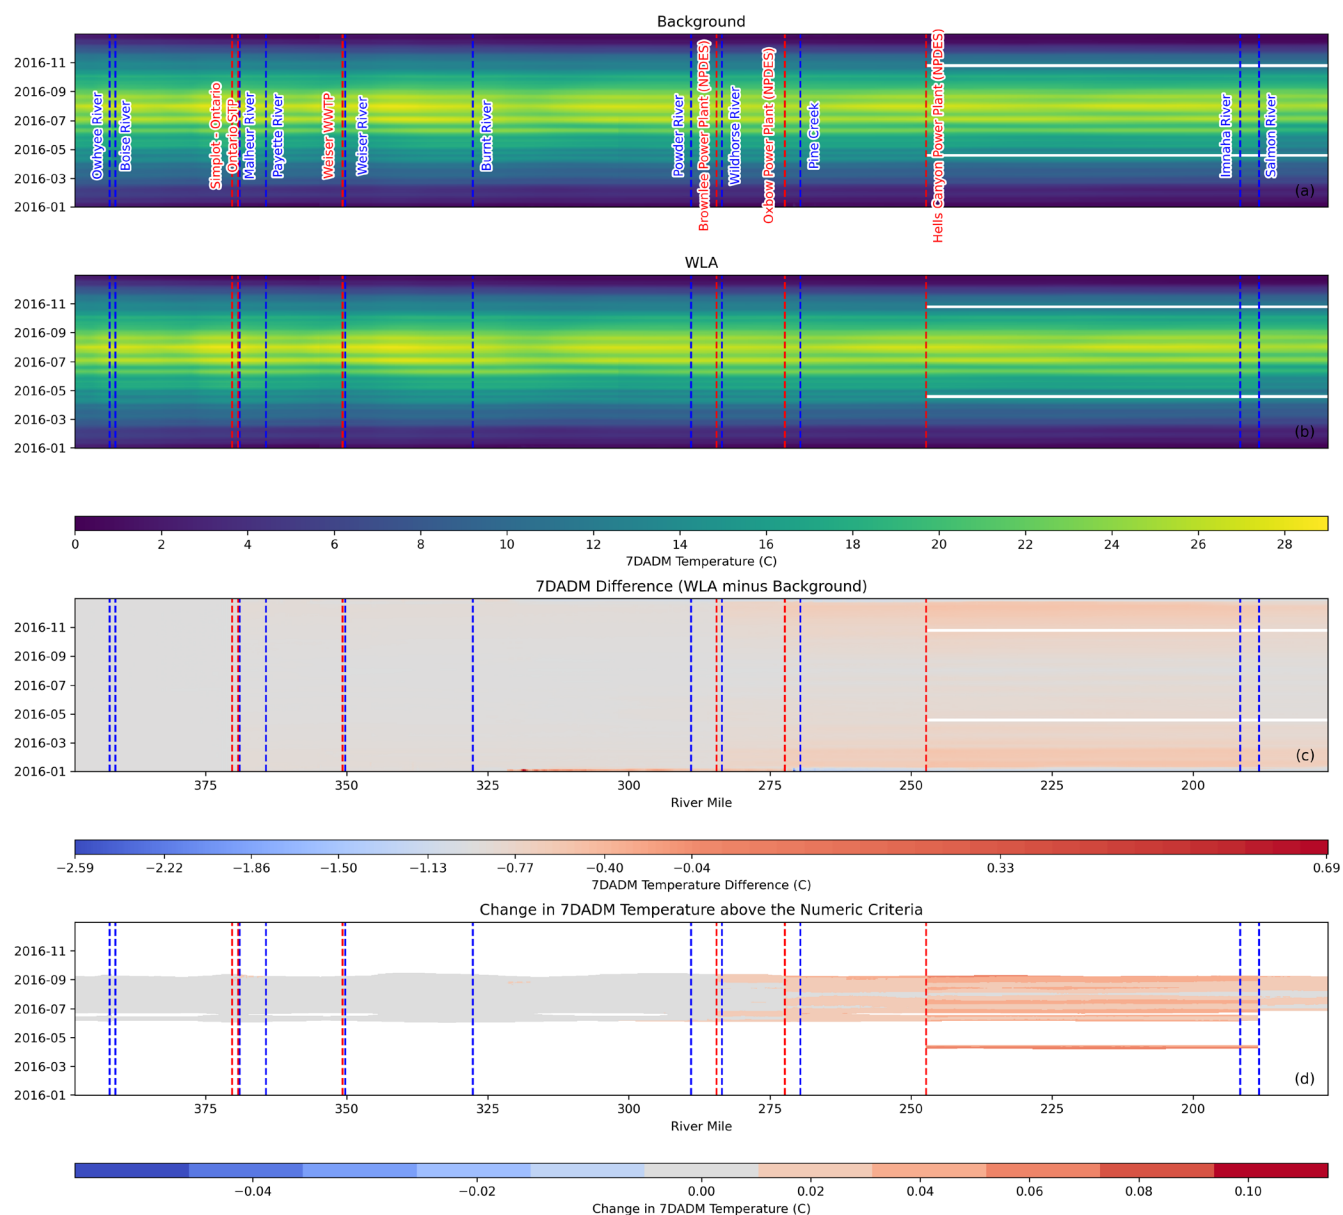 Background
2016-11
2016-09
2016-07
2016-05
2016-03
2016-01
Owhyee River
Boise River
Simplot - Ontario
Ontario STP
Malheur River
Payette River
Weiser WWTP
Weiser River
Burnt River
Powder River
Brownlee Power Plant (NPDES)
Wildhorse River
Oxbow Power Plant (NPDES)
Pine Creek
Hells Canyon Power Plant (NPDES)
Imnaha River
Salmon River
(a)
WLA
2016-11
2016-09
2016-07
2016-05
2016-03
2016-01
(b)
0 2 4 6 8 10 12 14 16 18 20 22 24 26 28
7DADM Temperature (C)
7DADM Difference (WLA minus Background)
2016-11
2016-09
2016-07
2016-05
2016-03
2016-01
(c)
375 350 325 300 275 250 225 200
River Mile
−2.59 −2.22 −1.86 −1.50 −1.13 −0.77 −0.40 −0.04 0.33 0.69
7DADM Temperature Difference (C)
Change in 7DADM Temperature above the Numeric Criteria
2016-11
2016-09
2016-07
2016-05
2016-03
2016-01
(d)
375 350 325 300 275 250 225 200
River Mile
−0.04 −0.02 0.00 0.02 0.04 0.06 0.08 0.10
Change in 7DADM Temperature (C)